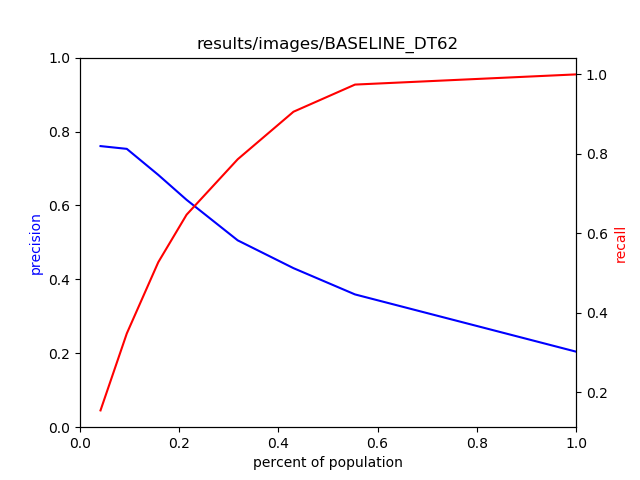 results/images/BASELINE_DT62
1.0
0.8
0.6
0.4
0.2
0.0
precision
1.0
0.8
0.6
0.4
0.2
recall
0.0 0.2 0.4 0.6 0.8 1.0
percent of population